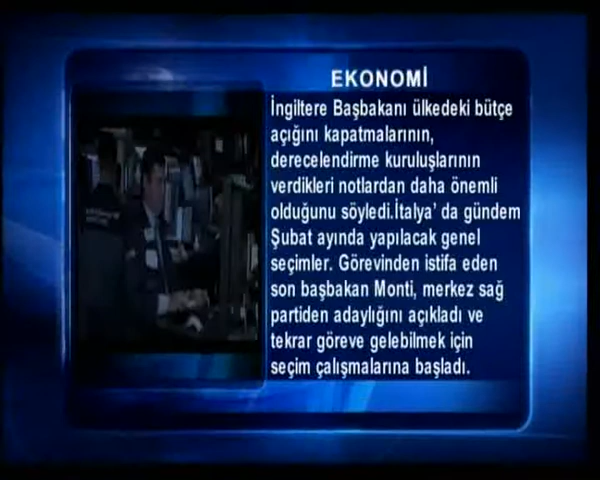 EKONOMİ
İngiltere Başbakanı ülkedeki bütçe
açığını kapatmalarının,
derecelendirme kuruluşlarının
verdikleri notlardan daha önemli
olduğunu söyledi.İtalya' da gündem
Şubat ayında yapılacak genel
seçimler. Görevinden istifa eden
son başbakan Monti, merkez sağ
partiden adaylığını açıkladı ve
tekrar göreve gelebilmek için
seçim çalışmalarına başladı.